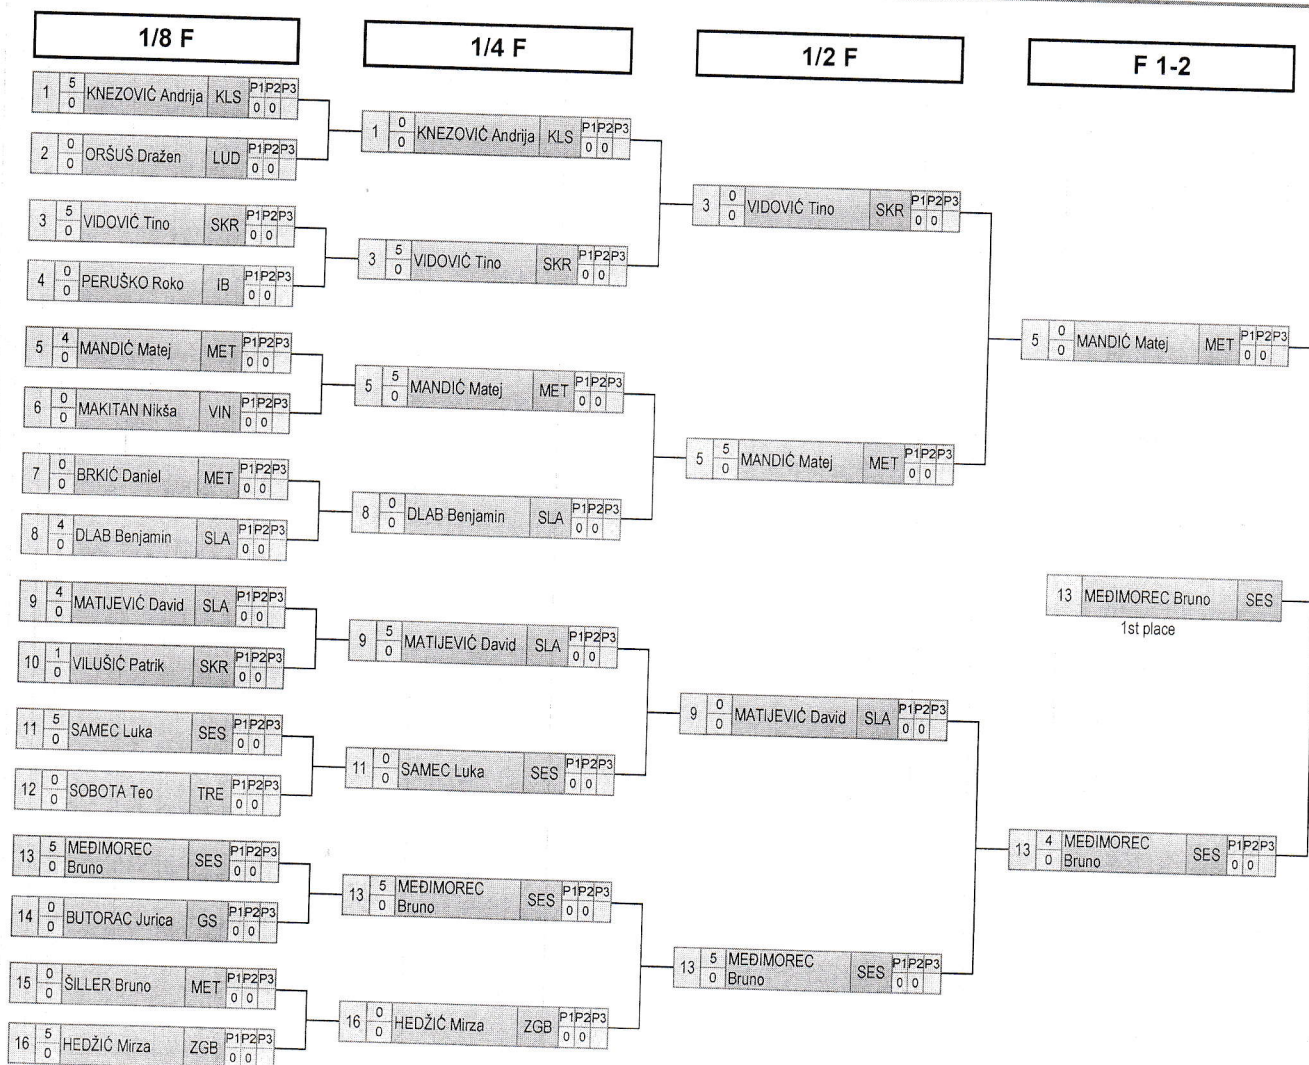 1/8 F
1/4 F
1/2 F
F 1-2
1 5 0 KNEZOVIĆ Andrija KLS P1 P2 P3 0 0
2 0 0 ORŠUŠ Dražen LUD P1 P2 P3 0 0
3 5 0 VIDOVIĆ Tino SKR P1 P2 P3 0 0
4 0 0 PERUŠKO Roko IB P1 P2 P3 0 0
5 4 0 MANDIĆ Matej MET P1 P2 P3 0 0
6 0 0 MAKITAN Nikša VIN P1 P2 P3 0 0
7 0 0 BRKIĆ Daniel MET P1 P2 P3 0 0
8 4 0 DLAB Benjamin SLA P1 P2 P3 0 0
9 4 0 MATIJEVIĆ David SLA P1 P2 P3 0 0
10 1 0 VILUŠIĆ Patrik SKR P1 P2 P3 0 0
11 5 0 SAMEC Luka SES P1 P2 P3 0 0
12 0 0 SOBOTA Teo TRE P1 P2 P3 0 0
13 5 0 MEĐIMOREC Bruno SES P1 P2 P3 0 0
14 0 0 BUTORAC Jurica GS P1 P2 P3 0 0
15 0 0 ŠILLER Bruno MET P1 P2 P3 0 0
16 5 0 HEDŽIĆ Mirza ZGB P1 P2 P3 0 0
1 0 0 KNEZOVIĆ Andrija KLS P1 P2 P3 0 0
3 5 0 VIDOVIĆ Tino SKR P1 P2 P3 0 0
5 5 0 MANDIĆ Matej MET P1 P2 P3 0 0
8 0 0 DLAB Benjamin SLA P1 P2 P3 0 0
9 5 0 MATIJEVIĆ David SLA P1 P2 P3 0 0
11 0 0 SAMEC Luka SES P1 P2 P3 0 0
13 5 0 MEĐIMOREC Bruno SES P1 P2 P3 0 0
16 0 0 HEDŽIĆ Mirza ZGB P1 P2 P3 0 0
3 0 0 VIDOVIĆ Tino SKR P1 P2 P3 0 0
5 5 0 MANDIĆ Matej MET P1 P2 P3 0 0
9 0 0 MATIJEVIĆ David SLA P1 P2 P3 0 0
13 5 0 MEĐIMOREC Bruno SES P1 P2 P3 0 0
5 0 0 MANDIĆ Matej MET P1 P2 P3 0 0
13 MEĐIMOREC Bruno SES
1st place
13 4 0 MEĐIMOREC Bruno SES P1 P2 P3 0 0